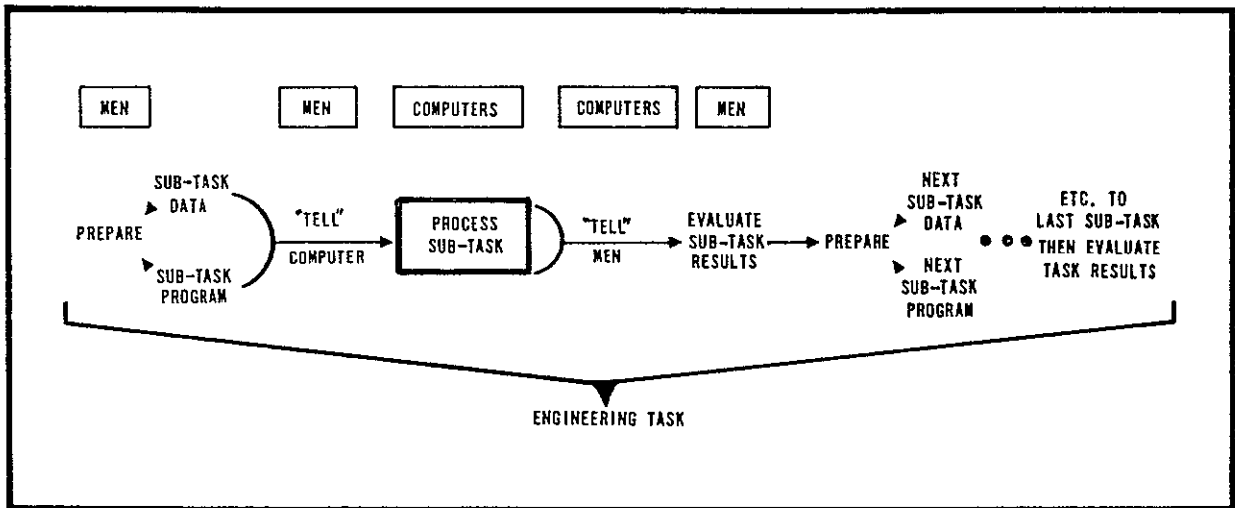 MEN
MEN
COMPUTERS
COMPUTERS
MEN
PREPARE
SUB-TASK
DATA
SUB-TASK
PROGRAM
"TELL"
COMPUTER
PROCESS
SUB-TASK
"TELL"
MEN
EVALUATE
SUB-TASK
RESULTS
PREPARE
NEXT
SUB-TASK
DATA
NEXT
SUB-TASK
PROGRAM
ETC. TO
LAST SUB-TASK
THEN EVALUATE
TASK RESULTS
ENGINEERING TASK